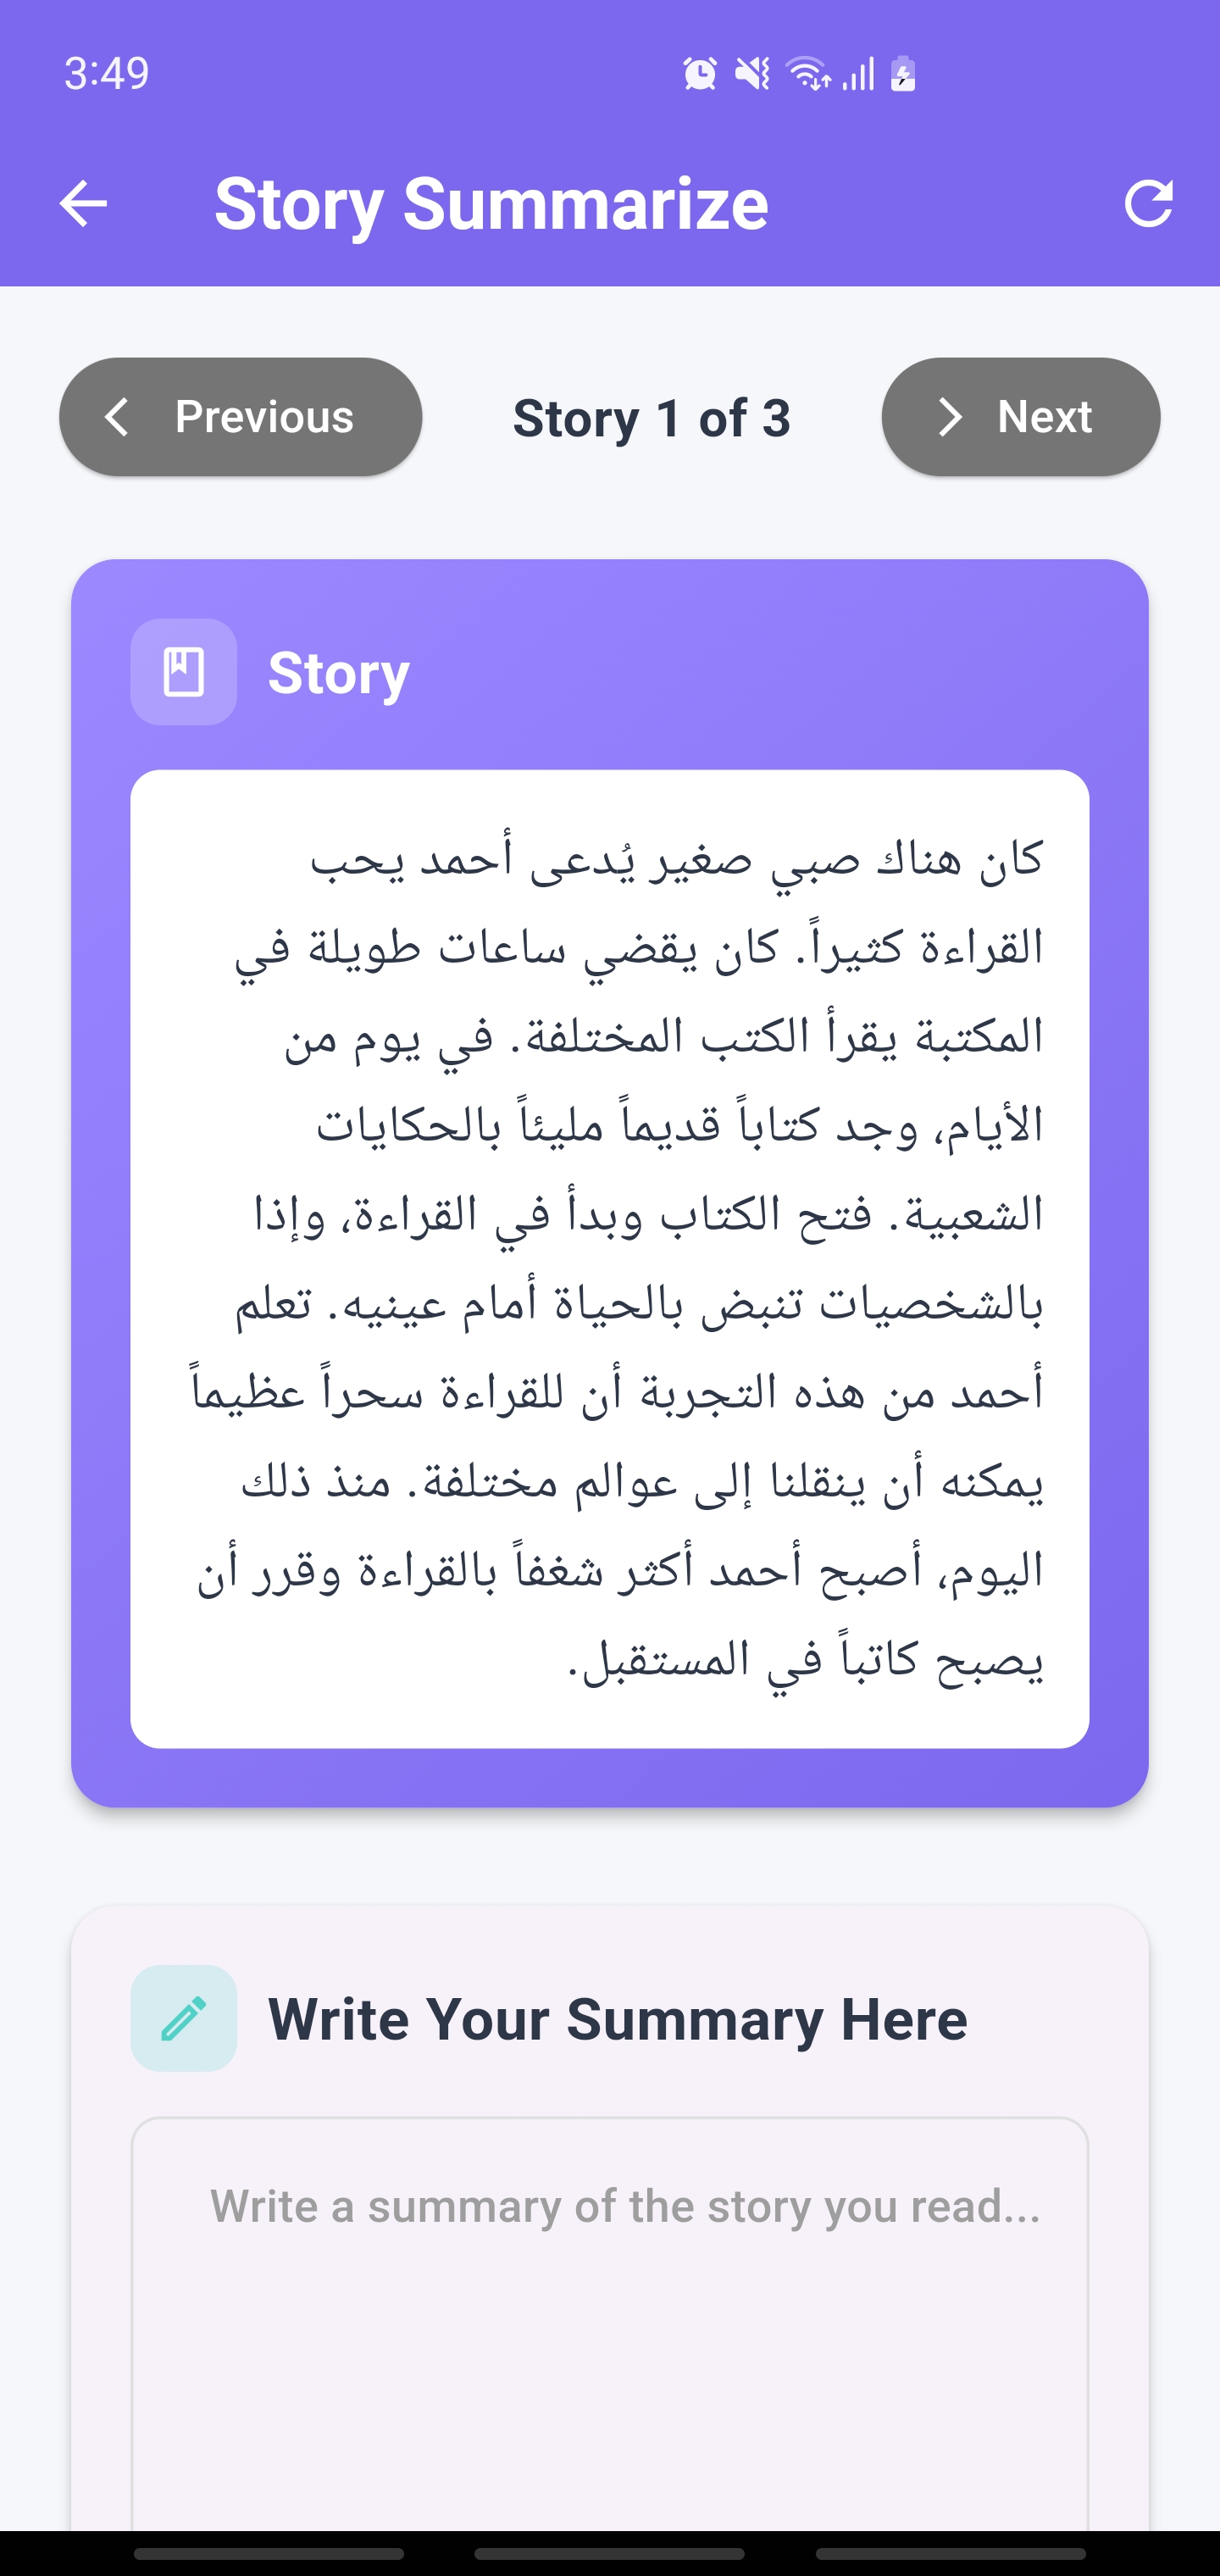 3:49
Story Summarize
Previous
Story 1 of 3
Next
Story
كان هناك صبي صغير يُدعى أحمد يحب
القراءة كثيراً. كان يقضي ساعات طويلة في
المكتبة يقرأ الكتب المختلفة. في يوم من
الأيام، وجد كتاباً قديماً مليئاً بالحكايات
الشعبية. فتح الكتاب وبدأ في القراءة، وإذا
بالشخصيات تنبض بالحياة أمام عينيه. تعلم
أحمد من هذه التجربة أن للقراءة سحراً عظيماً
يمكنه أن ينقلنا إلى عوالم مختلفة. منذ ذلك
اليوم، أصبح أحمد أكثر شغفاً بالقراءة وقرر أن
يصبح كاتباً في المستقبل.
Write Your Summary Here
Write a summary of the story you read...